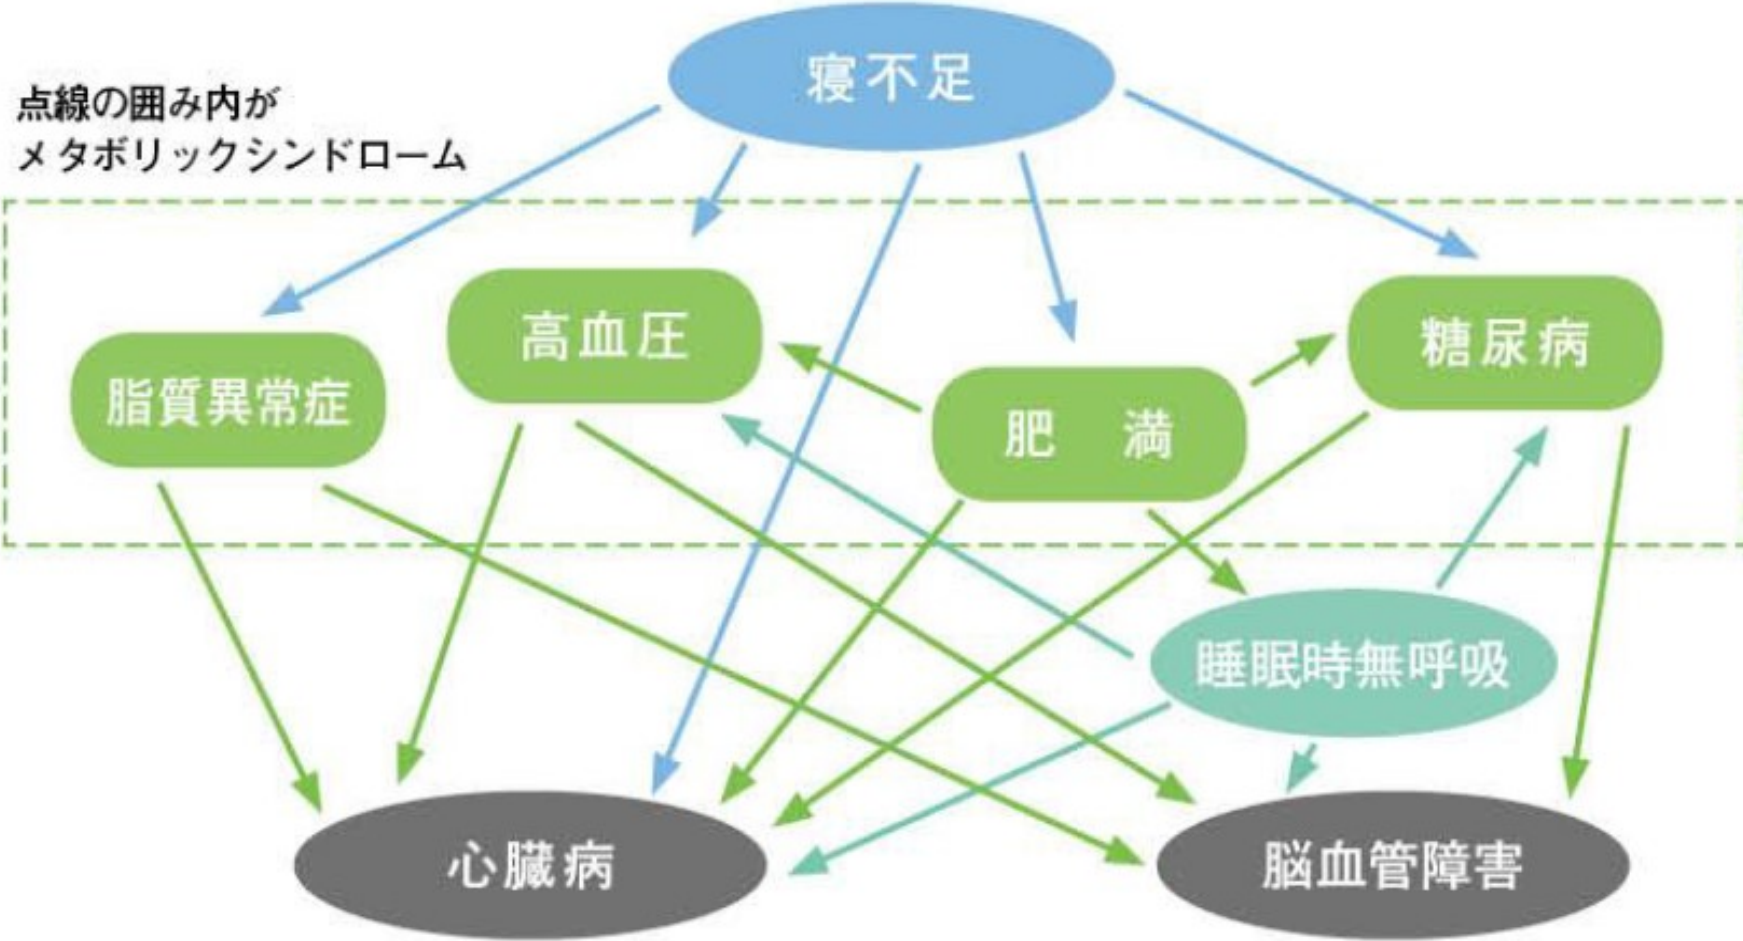 寝不足
点線の囲み内が
メタボリックシンドローム
脂質異常症
高血圧
肥　満
糖尿病
睡眠時無呼吸
心臓病
脳血管障害